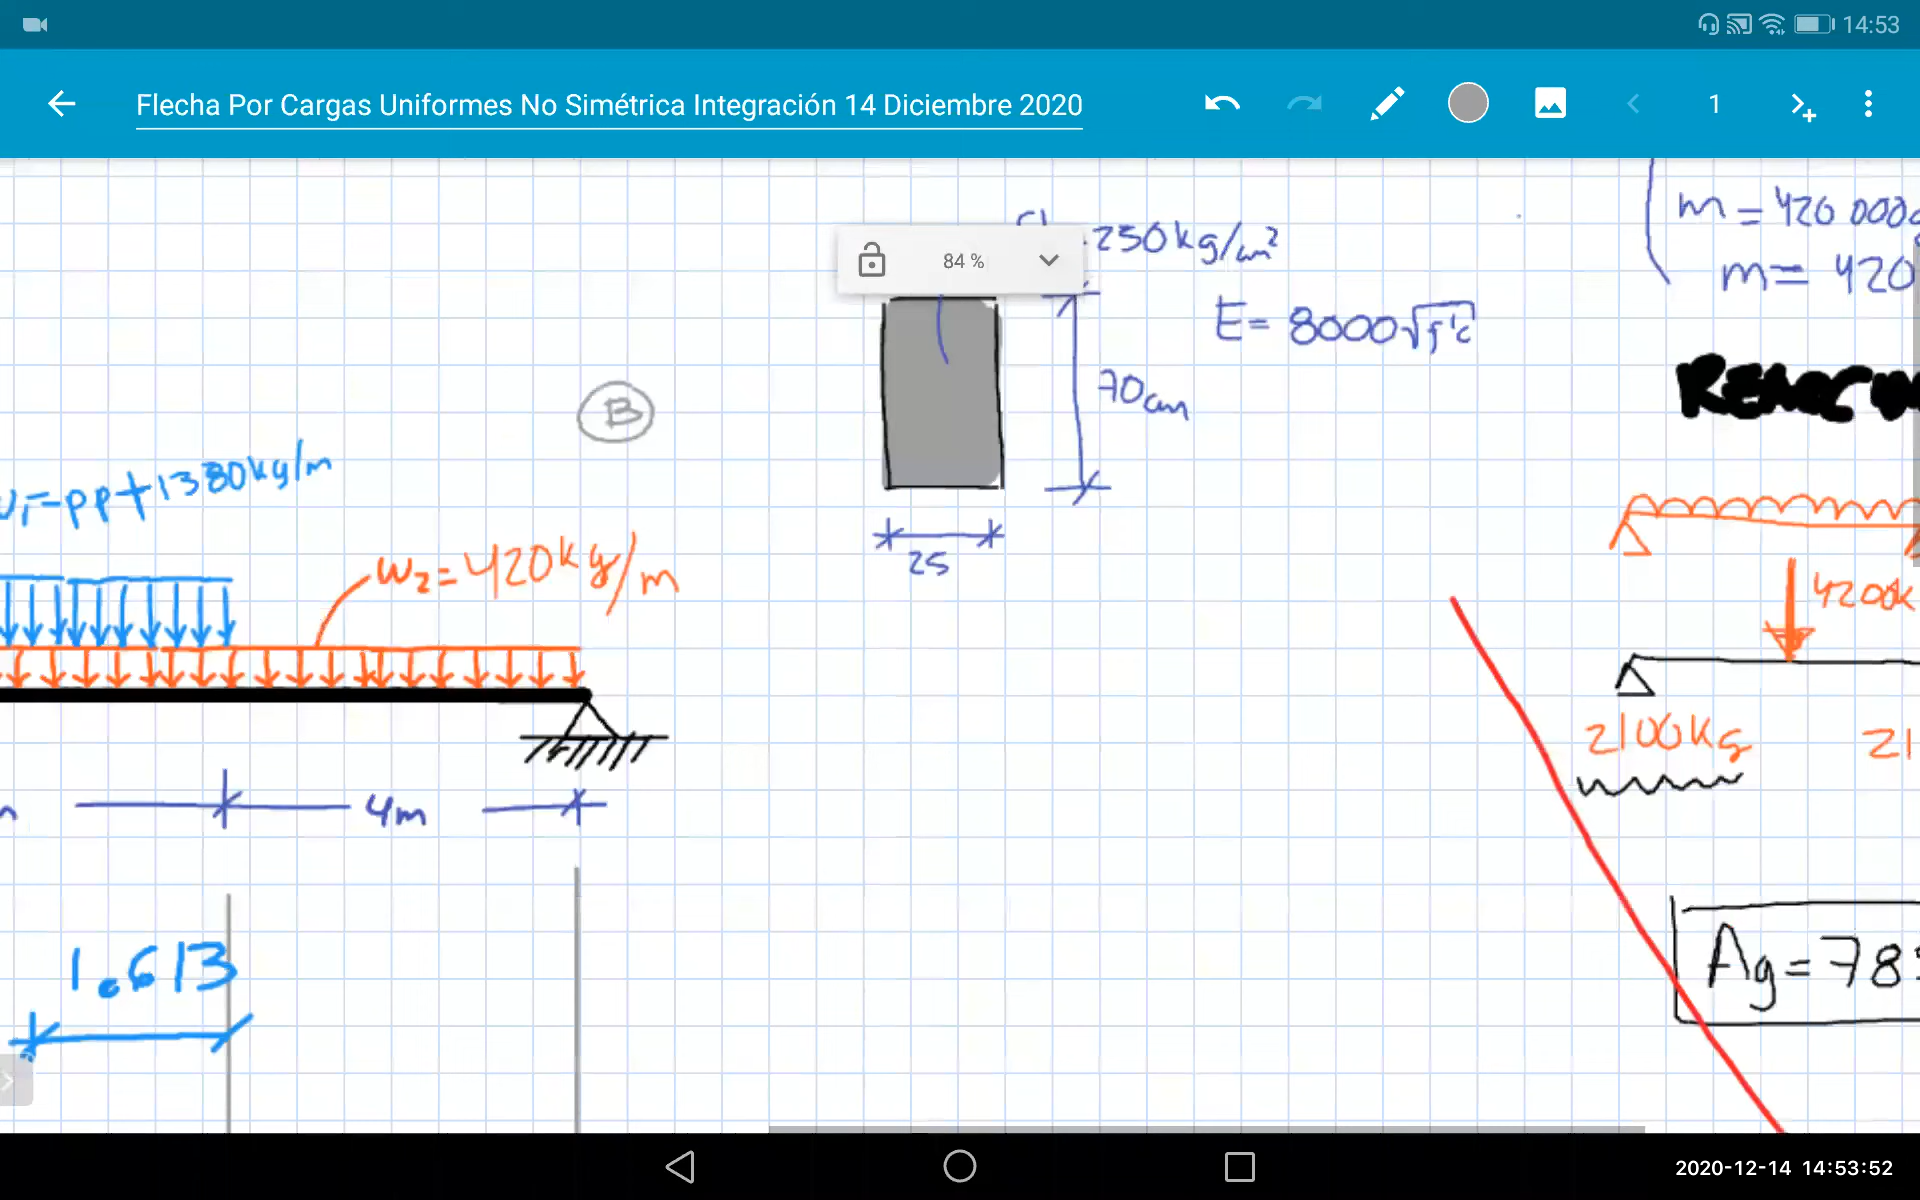 14:53
Flecha Por Cargas Uniformes No Simétrica Integración 14 Diciembre 2020
1
84 %
250kg/cm²
E= 8000√f'c
70cm
25
B
=pp+1380kg/m
w2=420kg/m
4m
1.613
m=420 000
m= 420
4200k
2100kg
21
Ag=78
2020-12-14 14:53:52